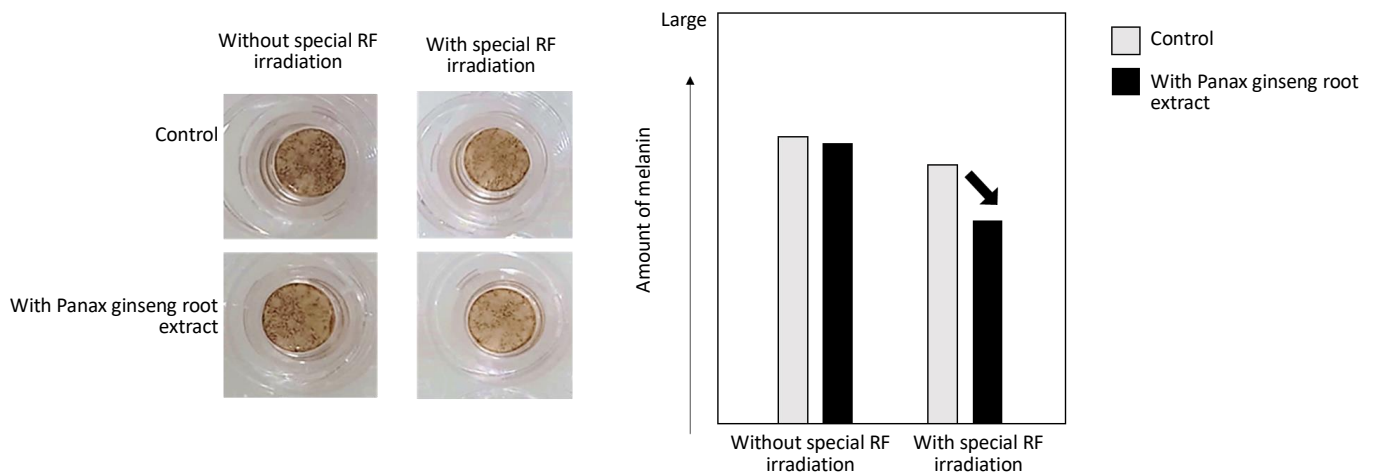 Without special RF
irradiation
With special RF
irradiation
Control
With Panax ginseng root
extract
Large
Amount of melanin
Without special RF
irradiation
With special RF
irradiation
Control
With Panax ginseng root
extract